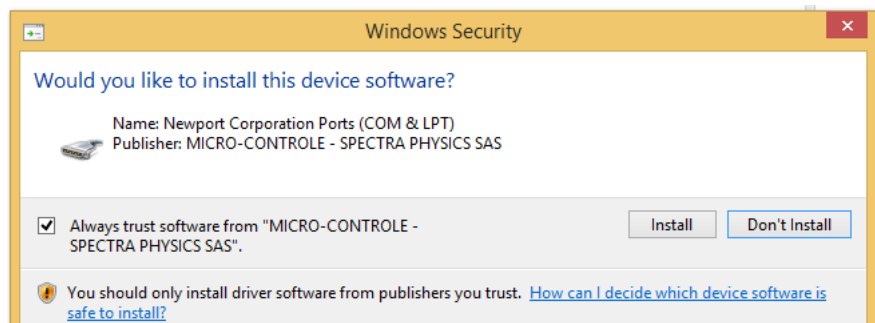 Windows Security
Would you like to install this device software?
Name: Newport Corporation Ports (COM & LPT)
Publisher: MICRO-CONTROLE - SPECTRA PHYSICS SAS
Always trust software from "MICRO-CONTROLE -
SPECTRA PHYSICS SAS".
Install
Don't Install
You should only install driver software from publishers you trust. How can I decide which device software is
safe to install?